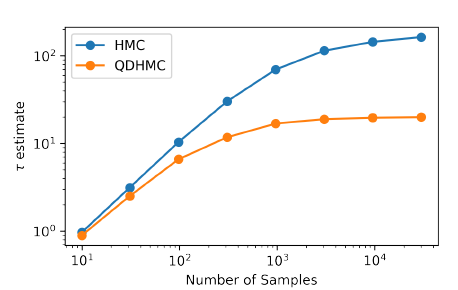 HMC
QDHMC
τ estimate
10²
10¹
10⁰
10¹ 10² 10³ 10⁴
Number of Samples